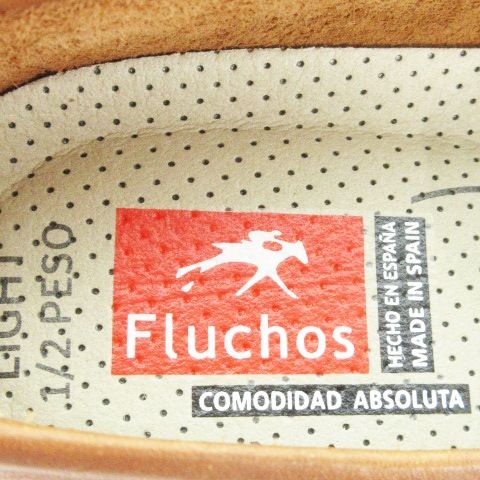 LIGHT
1/2 PESO
Fluchos
HECHO EN ESPAÑA
MADE IN SPAIN
COMODIDAD ABSOLUTA